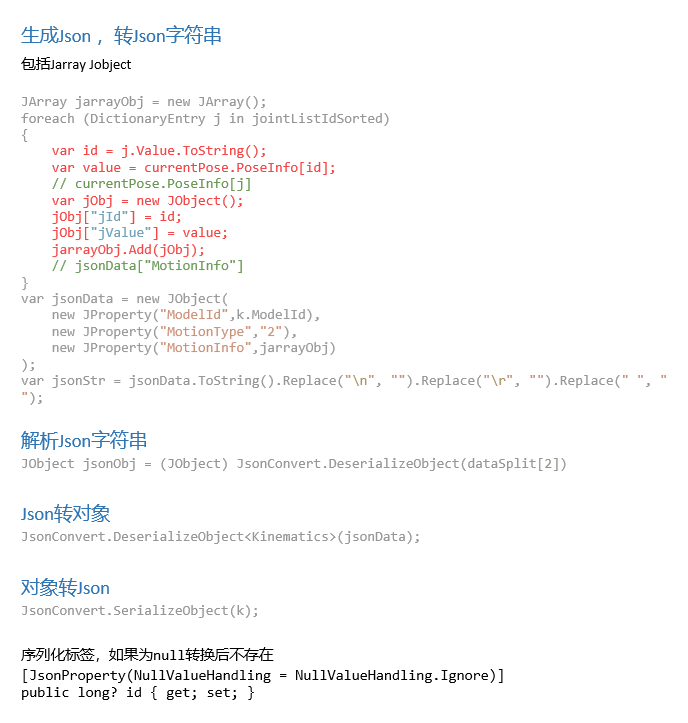 生成Json ，转Json字符串
包括Jarray Jobject
JArray jarrayObj = new JArray();
foreach (DictionaryEntry j in jointListIdSorted)
{
    var id = j.Value.ToString();
    var value = currentPose.PoseInfo[id];
    // currentPose.PoseInfo[j]
    var jObj = new JObject();
    jObj["jId"] = id;
    jObj["jValue"] = value;
    jarrayObj.Add(jObj);
    // jsonData["MotionInfo"]
}
var jsonData = new JObject(
    new JProperty("ModelId",k.ModelId),
    new JProperty("MotionType","2"),
    new JProperty("MotionInfo",jarrayObj)
);
var jsonStr = jsonData.ToString().Replace("\n", "").Replace("\r", "").Replace(" ", "
");
解析Json字符串
JObject jsonObj = (JObject) JsonConvert.DeserializeObject(dataSplit[2])
Json转对象
JsonConvert.DeserializeObject<Kinematics>(jsonData);
对象转Json
JsonConvert.SerializeObject(k);
序列化标签，如果为null转换后不存在
[JsonProperty(NullValueHandling = NullValueHandling.Ignore)]
public long? id { get; set; }